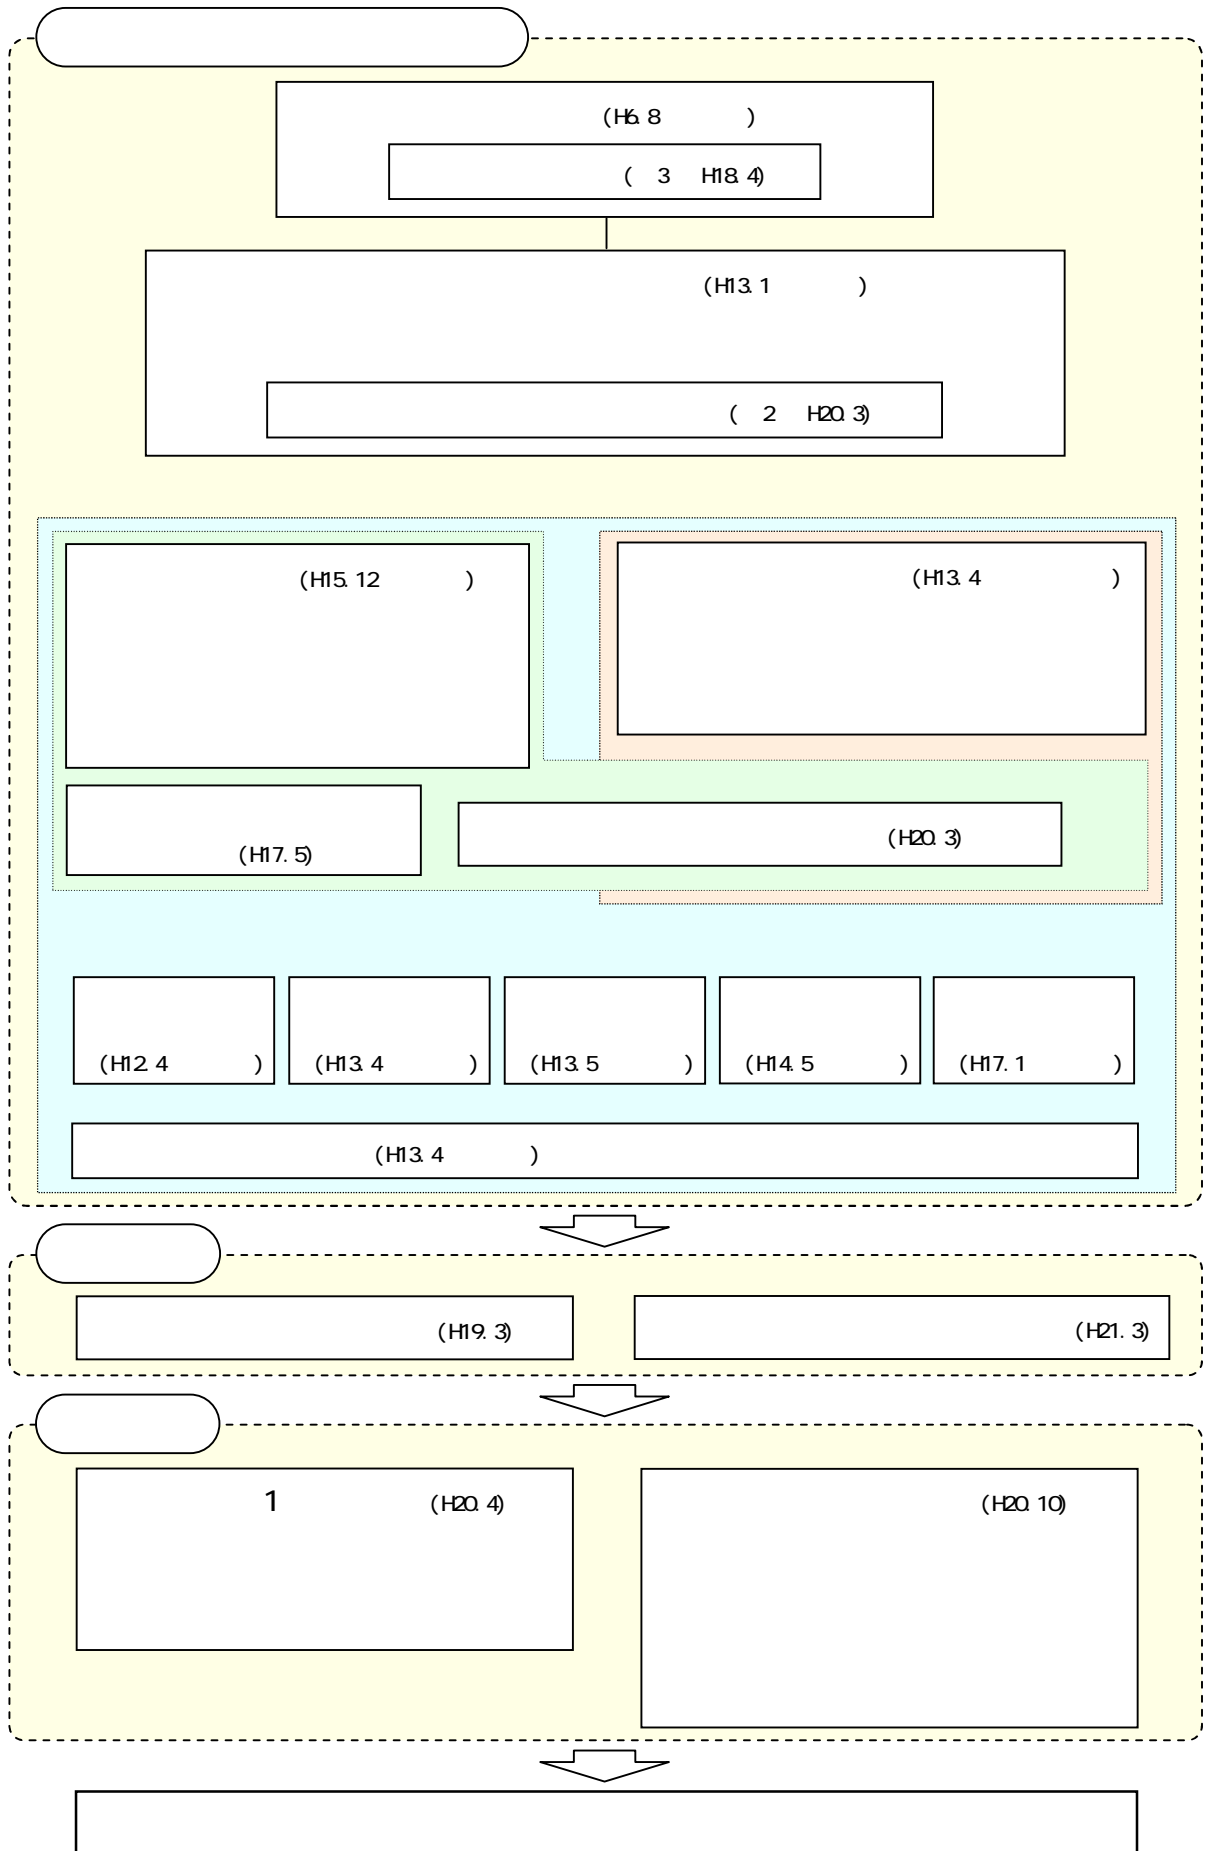 (H6.8 )
( 3 H18.4)
(H13.1 )
( 2 H20.3)
(H15.12 )
(H13.4 )
(H17.5)
(H20.3)
(H12.4 ) (H13.4 ) (H13.5 ) (H14.5 ) (H17.1 )
(H13.4 )
(H19.3)
(H21.3)
1 (H20.4)
(H20.10)